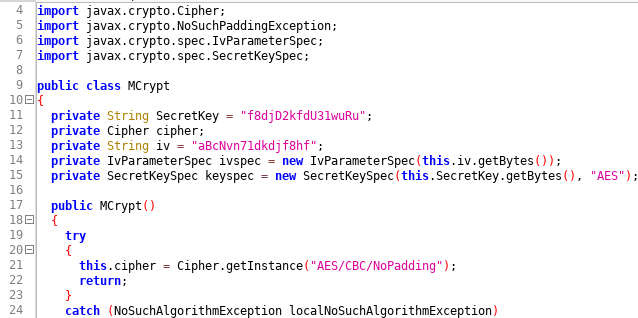 4 import javax.crypto.Cipher;
5 import javax.crypto.NoSuchPaddingException;
6 import javax.crypto.spec.IvParameterSpec;
7 import javax.crypto.spec.SecretKeySpec;
8
9 public class MCrypt
10 {
11 private String SecretKey = "f8djD2kfdU31wuRu";
12 private Cipher cipher;
13 private String iv = "aBcNvn71dkdjf8hf";
14 private IvParameterSpec ivspec = new IvParameterSpec(this.iv.getBytes());
15 private SecretKeySpec keyspec = new SecretKeySpec(this.SecretKey.getBytes(), "AES");
16
17 public MCrypt()
18 {
19 try
20 {
21 this.cipher = Cipher.getInstance("AES/CBC/NoPadding");
22 return;
23 }
24 catch (NoSuchAlgorithmException localNoSuchAlgorithmException)